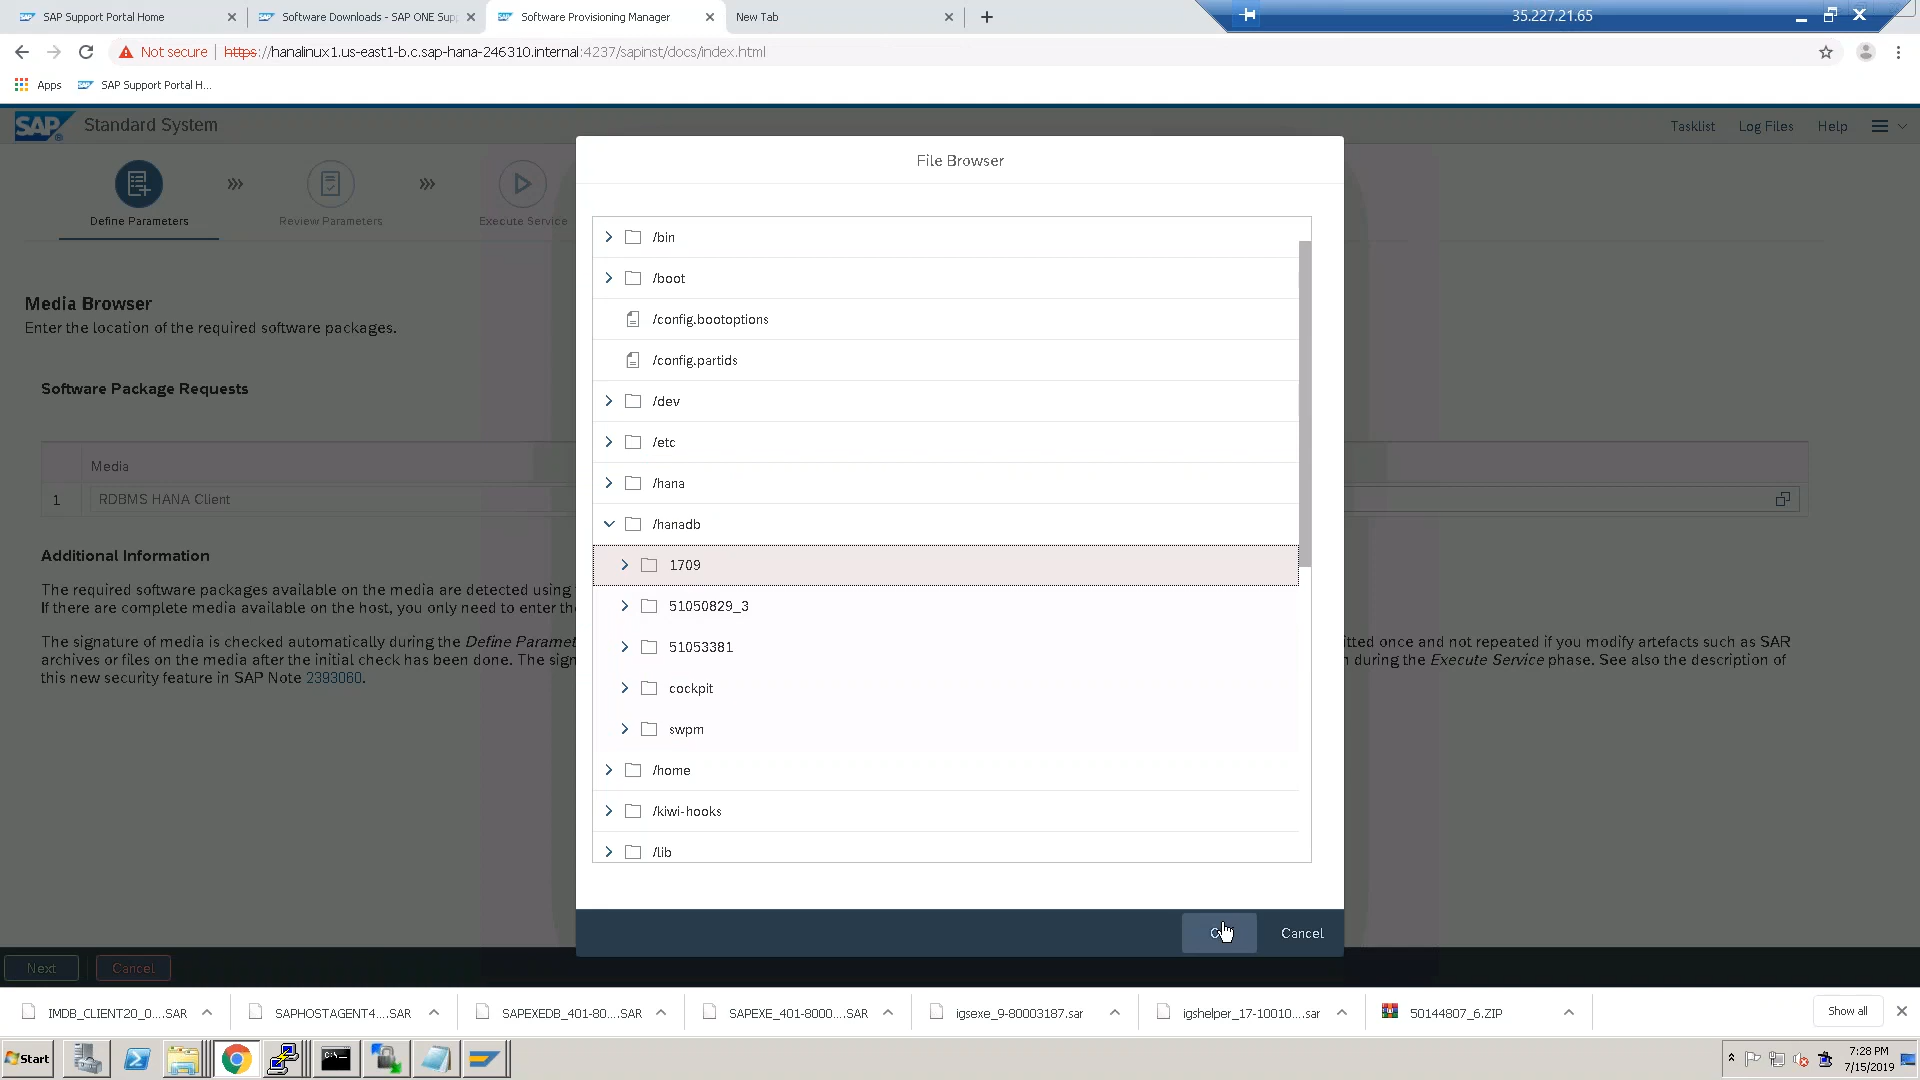 SAP Support Portal Home
Software Downloads - SAP ONE Sup
Software Provisioning Manager
New Tab
35.227.21.65
Not secure
https://hanalinux1.us-east1-b.c.sap-hana-246310.internal:4237/sapinst/docs/index.html
Apps
SAP Support Portal H...
SAP
Standard System
Tasklist
Log Files
Help
File Browser
Define Parameters
Review Parameters
Execute Service
/bin
/boot
/config.bootoptions
/config.partids
/dev
/etc
/hana
/hanadb
1709
51050829_3
51053381
cockpit
swpm
/home
/kiwi-hooks
/lib
Cancel
Media Browser
Enter the location of the required software packages.
Software Package Requests
Media
1
RDBMS HANA Client
Additional Information
The required software packages available on the media are detected using
If there are complete media available on the host, you only need to enter the
The signature of media is checked automatically during the Define Paramet
itted once and not repeated if you modify artefacts such as SAR
archives or files on the media after the initial check has been done. The sign
during the Execute Service phase. See also the description of
this new security feature in SAP Note 2393060.
Next
Cancel
IMDB_CLIENT20_0....SAR
SAPHOSTAGENT4....SAR
SAPEXEDB_401-80....SAR
SAPEXE_401-8000....SAR
igsexe_9-80003187.sar
igshelper_17-10010....sar
50144807_6.ZIP
Show all
Start
7:28 PM
7/15/2019